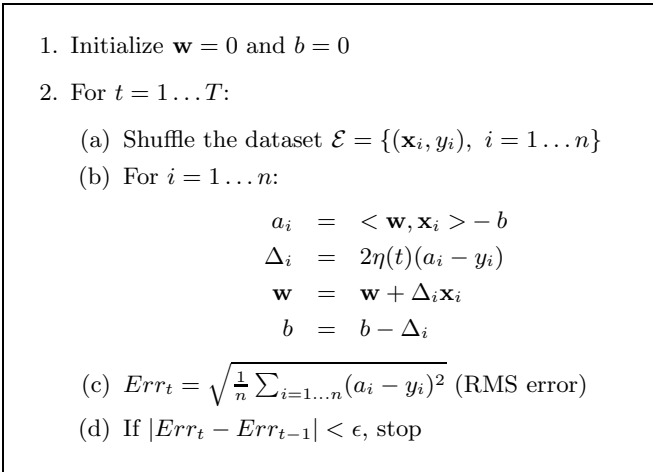 1. Initialize w = 0 and b = 0
2. For t = 1 . . . T:
(a) Shuffle the dataset ℰ = {(xᵢ, yᵢ), i = 1 . . . n}
(b) For i = 1 . . . n:
aᵢ = < w, xᵢ > − b
Δᵢ = 2η(t)(aᵢ − yᵢ)
w = w + Δᵢxᵢ
b = b − Δᵢ
(c) Errₜ = √(1/n ∑ᵢ₌₁...ₙ(aᵢ − yᵢ)²) (RMS error)
(d) If |Errₜ − Errₜ₋₁| < ϵ, stop